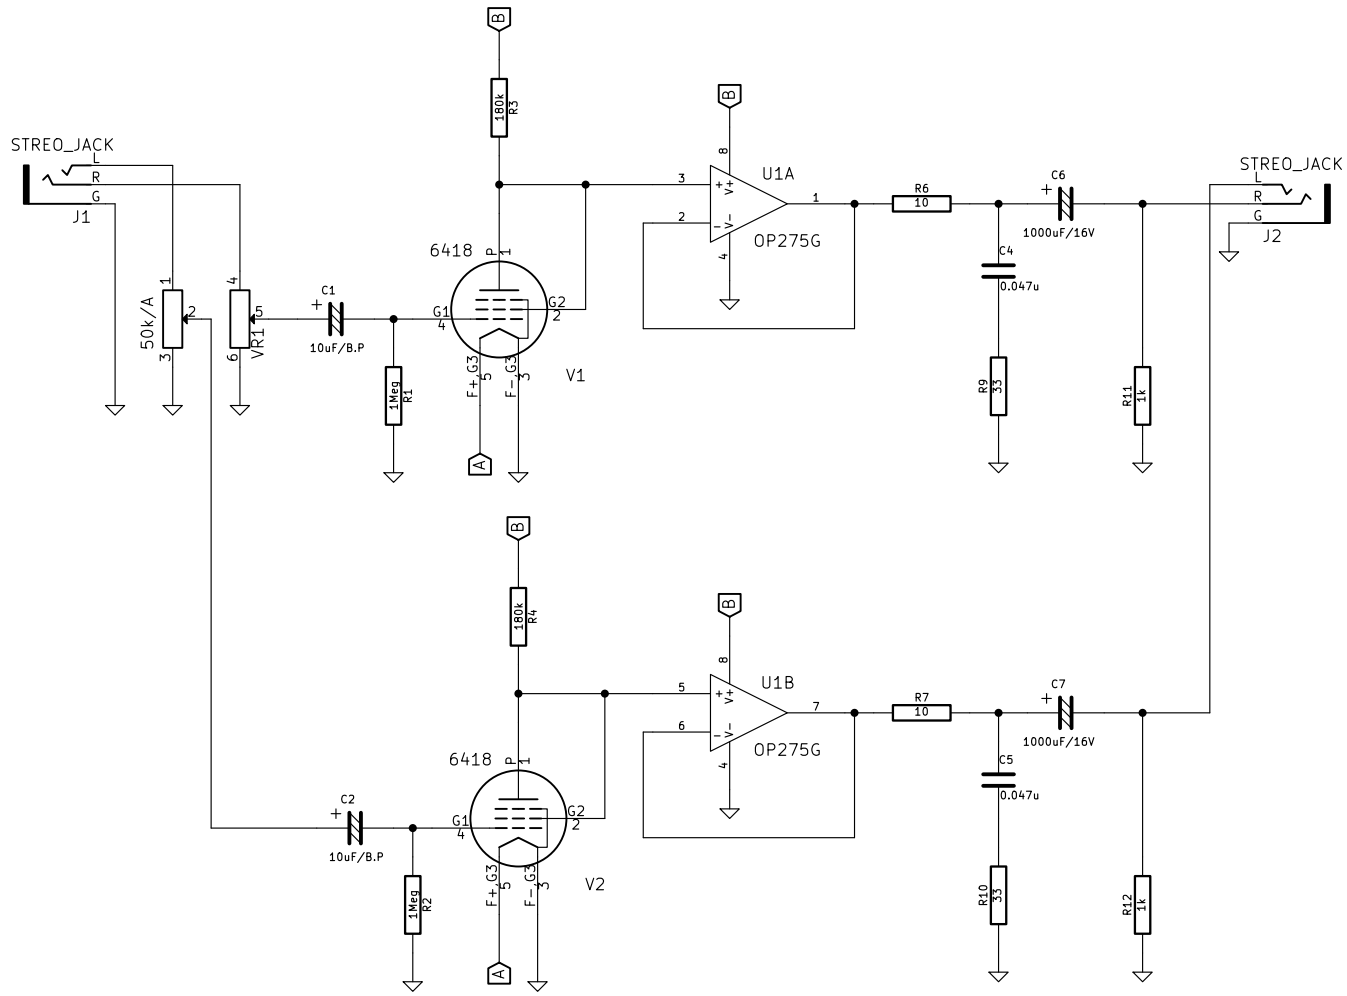 B
180k
R3
STREO_JACK
L
R
G
J1
B
8
U1A
3
+
V+
2
–
V-
1
4
OP275G
R6
10
C6
+
1000uF/16V
STREO_JACK
L
R
G
J2
C4
0.047u
6418
P
1
G2
2
G1
4
F+,G3
5
F-,G3
3
V1
A
1
50k/A
2
3
4
5
6
VR1
C1
+
10uF/B.P
1Meg
R1
R9
33
R11
1k
B
180k
R4
B
8
U1B
5
+
V+
6
–
V-
7
4
OP275G
R7
10
C7
+
1000uF/16V
C5
0.047u
6418
P
1
G2
2
G1
4
F+,G3
5
F-,G3
3
V2
A
C2
+
10uF/B.P
1Meg
R2
R10
33
R12
1k